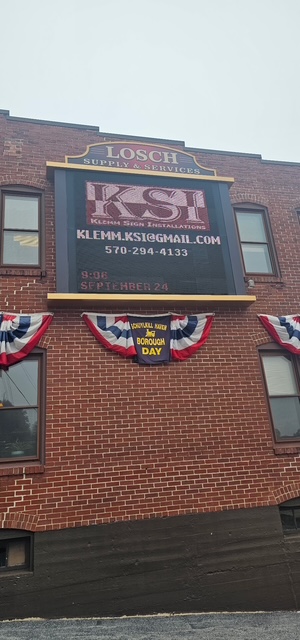 LOSCH
SUPPLY & SERVICES
KSI
KLEMM SIGN INSTALLATIONS
KLEMM.KSI@GMAIL.COM
570-294-4133
9:06
SEPTEMBER 24
SCHUYLKILL HAVEN
BOROUGH
DAY